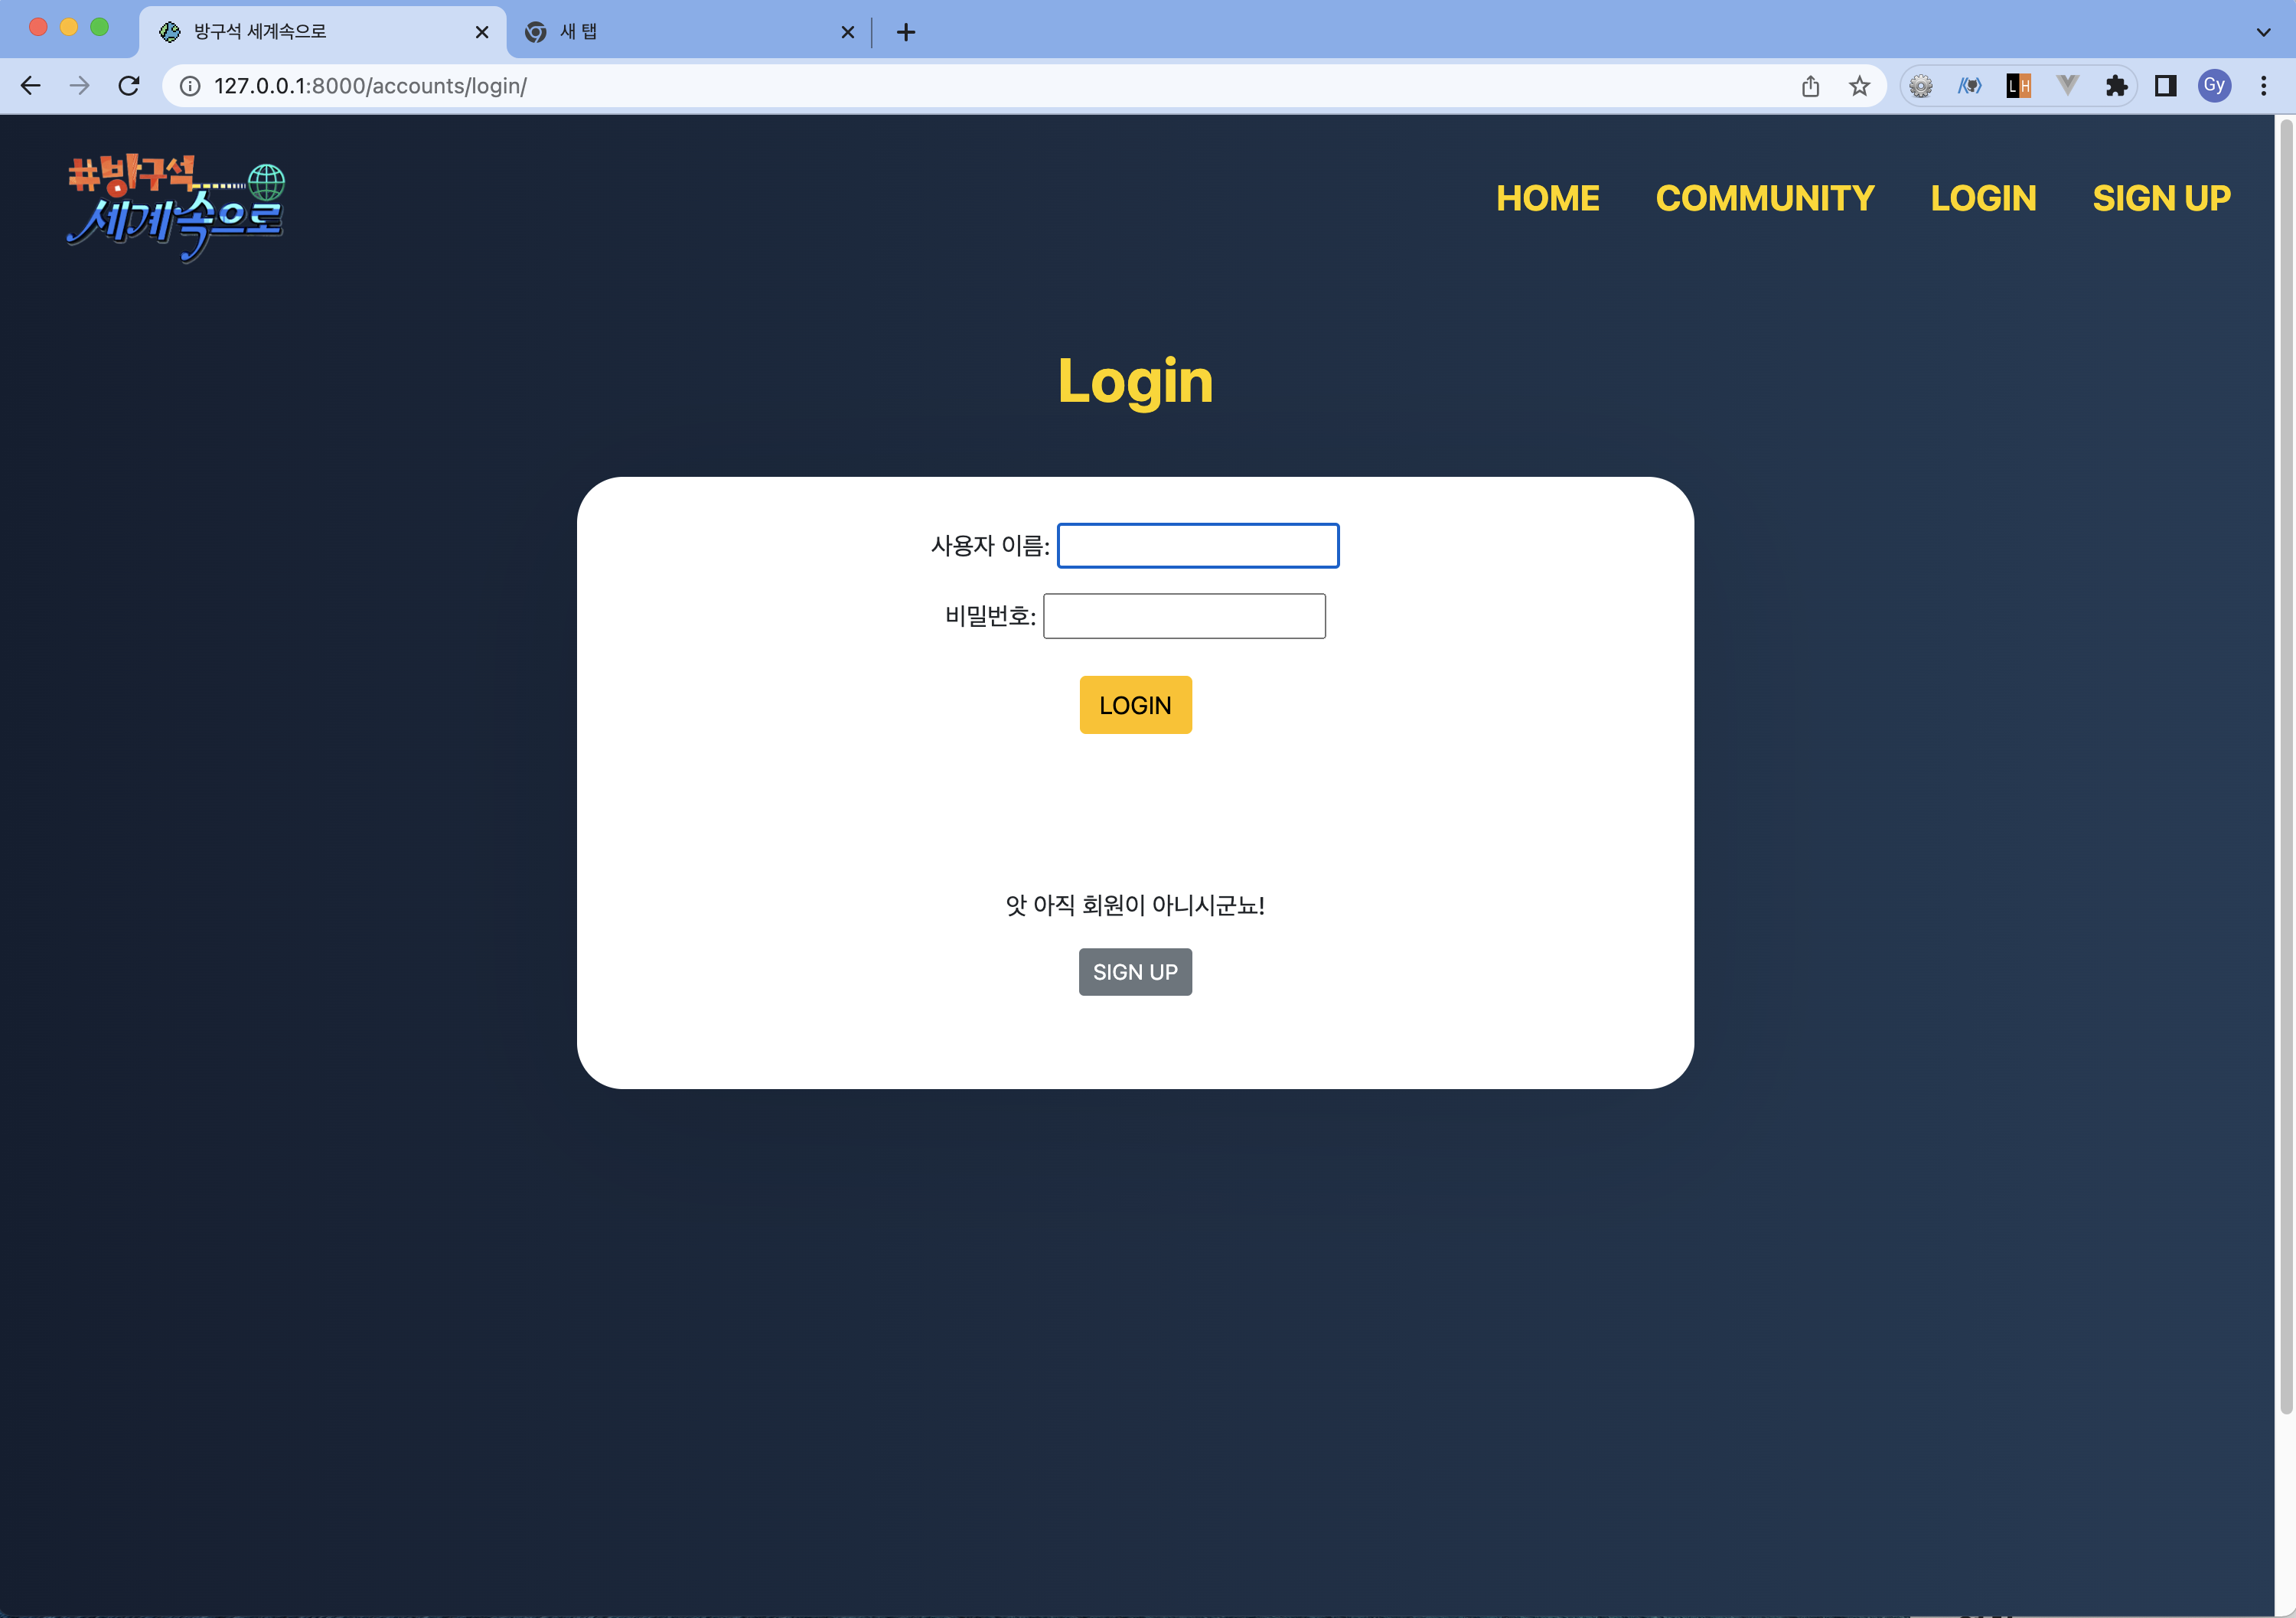 방구석 세계속으로
새 탭
127.0.0.1:8000/accounts/login/
LH
Gy
#방구석
세계속으로
HOME COMMUNITY LOGIN SIGN UP
Login
사용자 이름:
비밀번호:
LOGIN
앗 아직 회원이 아니시군뇨!
SIGN UP